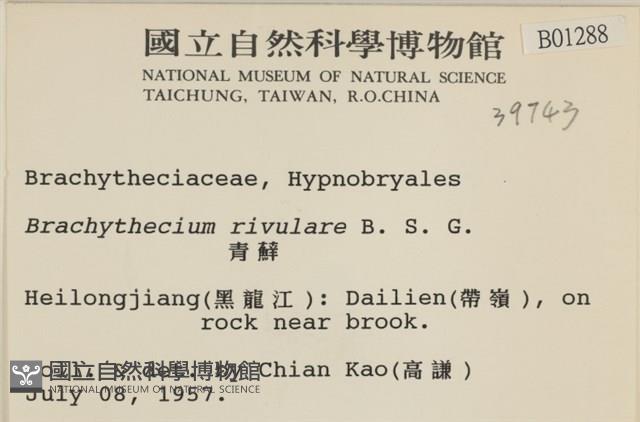 國立自然科學博物館
B01288
NATIONAL MUSEUM OF NATURAL SCIENCE
TAICHUNG, TAIWAN, R.O.CHINA
39743
Brachytheciaceae, Hypnobryales
Brachythecium rivulare B. S. G.
青蘚
Heilongjiang(黑龍江): Dailien(帶嶺), on
rock near brook.
by Chian Kao(高謙)
國立自然科學博物館
NATIONAL MUSEUM OF NATURAL SCIENCE
July 08, 1957.